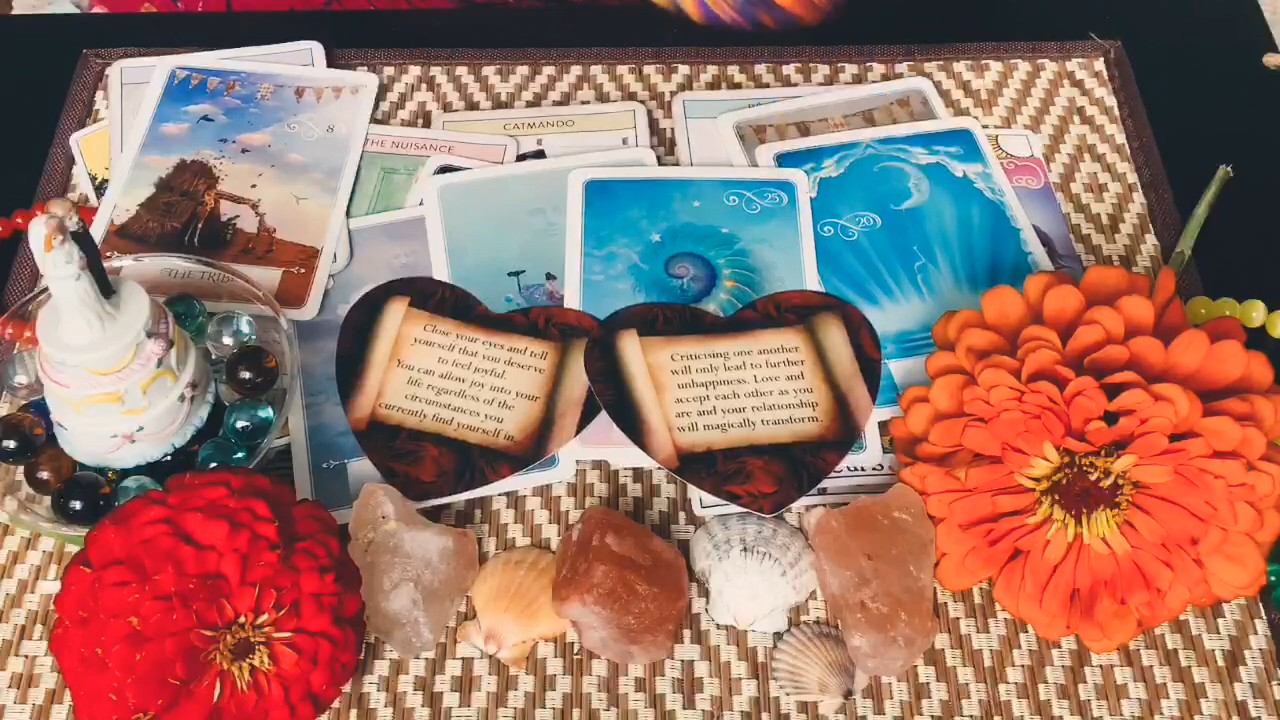 8
THE TRIBE
THE NUISANCE
CATMANDO
25
20
Close your eyes and tell
yourself that you deserve
to feel joyful.
You can allow joy into your
life regardless of the
circumstances you
currently find yourself in.
Criticising one another
will only lead to further
unhappiness. Love and
accept each other as you
are and your relationship
will magically transform.